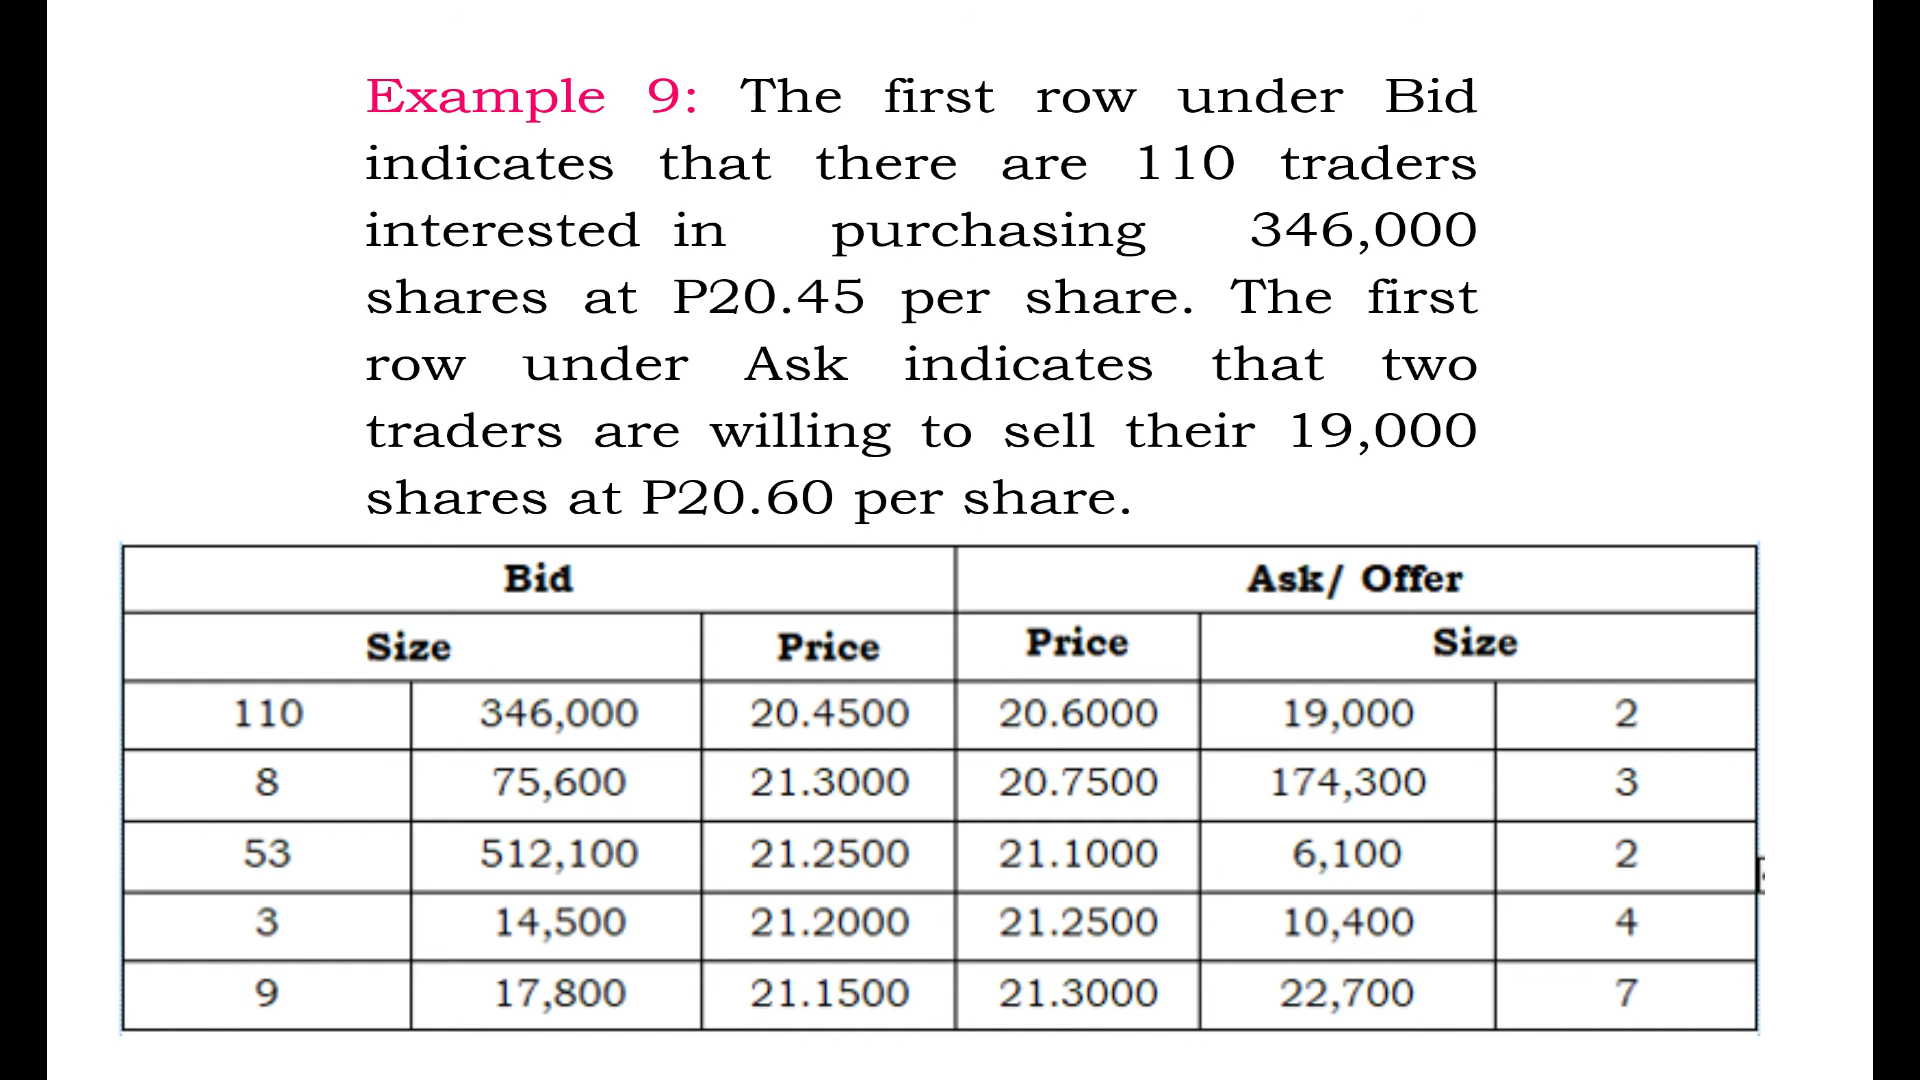 Example 9: The first row under Bid
indicates that there are 110 traders
interested in purchasing 346,000
shares at P20.45 per share. The first
row under Ask indicates that two
traders are willing to sell their 19,000
shares at P20.60 per share.
Bid Ask/ Offer
Size Price Price Size
110 346,000 20.4500 20.6000 19,000 2
8 75,600 21.3000 20.7500 174,300 3
53 512,100 21.2500 21.1000 6,100 2
3 14,500 21.2000 21.2500 10,400 4
9 17,800 21.1500 21.3000 22,700 7